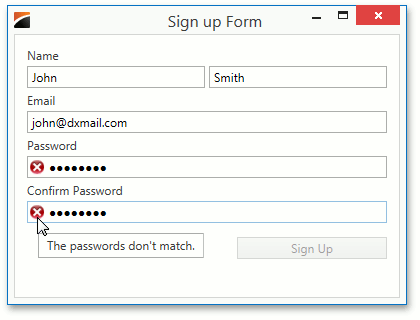 Sign up Form
Name
John Smith
Email
john@dxmail.com
Password
●●●●●●●●
Confirm Password
●●●●●●●●
The passwords don't match.
Sign Up